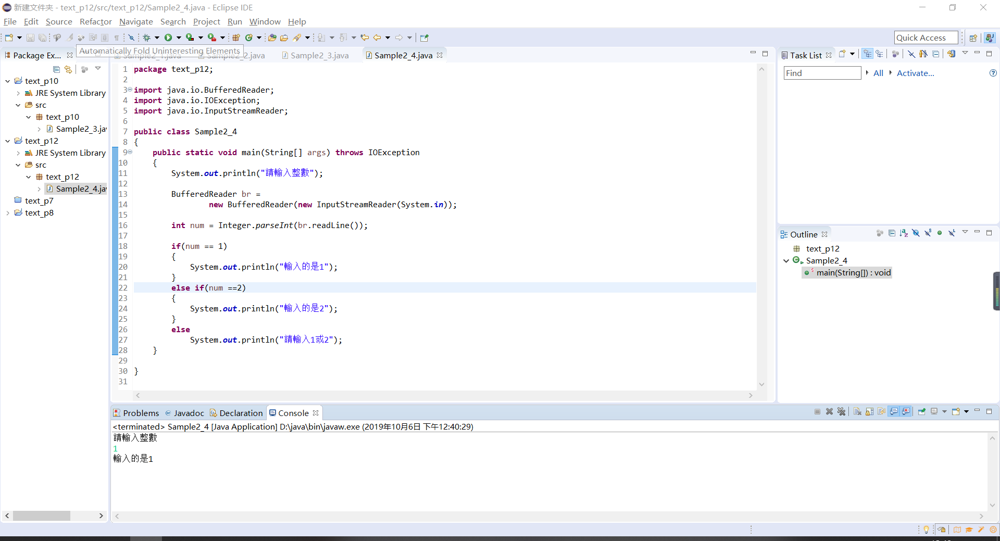 新建文件夹 - text_p12/src/text_p12/Sample2_4.java - Eclipse IDE
File Edit Source Refactor Navigate Search Project Run Window Help
Quick Access
Package Ex...
Automatically Fold Uninteresting Elements
Sample2_1.java
2.java
Sample2_3.java
Sample2_4.java
text_p10
JRE System Library
src
text_p10
Sample2_3.jav
text_p12
JRE System Library
src
text_p12
Sample2_4.jav
text_p7
text_p8
1 package text_p12;
2
3 import java.io.BufferedReader;
4 import java.io.IOException;
5 import java.io.InputStreamReader;
6
7 public class Sample2_4
8 {
9 public static void main(String[] args) throws IOException
10 {
11 System.out.println("請輸入整數");
12
13 BufferedReader br =
14 new BufferedReader(new InputStreamReader(System.in));
15
16 int num = Integer.parseInt(br.readLine());
17
18 if(num == 1)
19 {
20 System.out.println("輸入的是1");
21 }
22 else if(num ==2)
23 {
24 System.out.println("輸入的是2");
25 }
26 else
27 System.out.println("請輸入1或2");
28 }
29
30 }
31
Task List
Find All Activate...
Outline
text_p12
Sample2_4
main(String[]) : void
Problems @ Javadoc Declaration Console
<terminated> Sample2_4 [Java Application] D:\java\bin\javaw.exe (2019年10月6日 下午12:40:29)
請輸入整數
1
輸入的是1